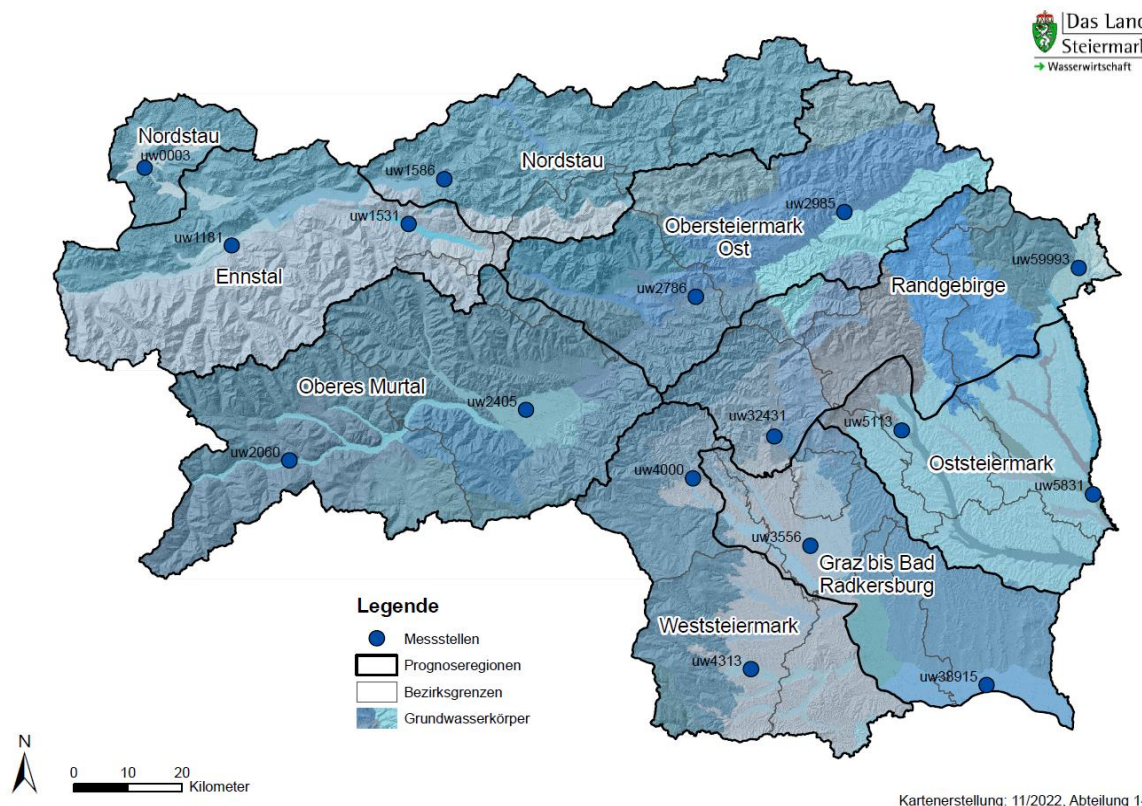 Das Land
Steiermark
→ Wasserwirtschaft
Nordstau
uw0003
uw1586
Nordstau
uw1531
uw2985
Obersteiermark
Ost
uw1181
Ennstal
uw59993
Randgebirge
uw2786
Oberes Murtal
uw2405
uw32431
uw5113
uw2060
uw4000
Oststeiermark
uw5831
uw3556
Graz bis Bad
Radkersburg
Weststeiermark
uw4313
uw38915
Legende
Messstellen
Prognoseregionen
Bezirksgrenzen
Grundwasserkörper
N
0 10 20
Kilometer
Kartenerstellung: 11/2022, Abteilung 14